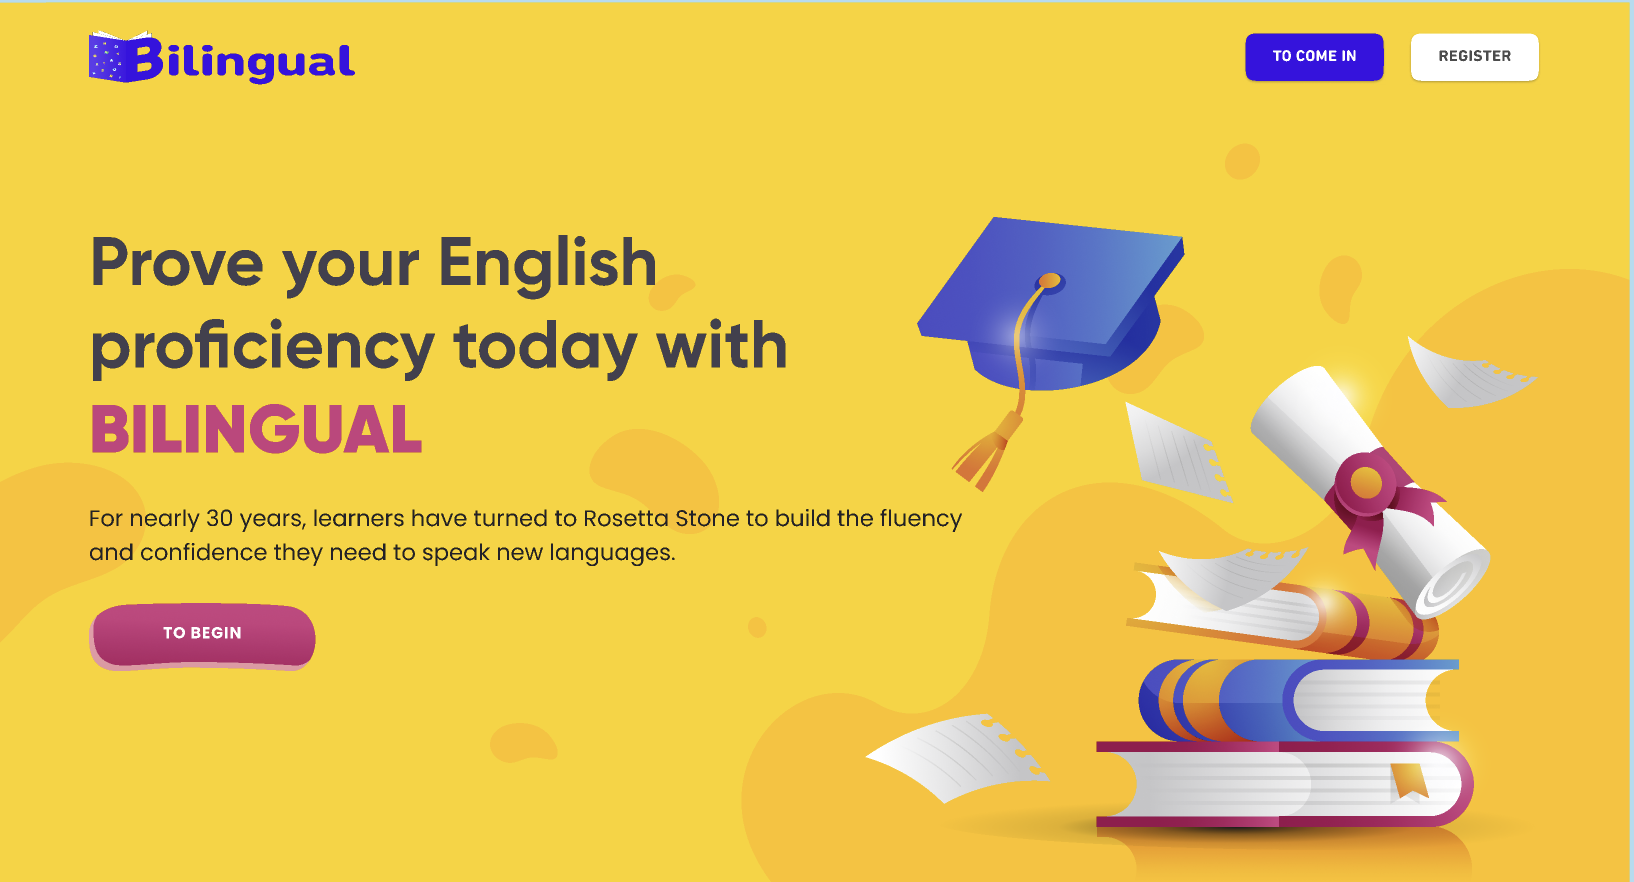 Bilingual
TO COME IN
REGISTER
Prove your English
proficiency today with
BILINGUAL
For nearly 30 years, learners have turned to Rosetta Stone to build the fluency
and confidence they need to speak new languages.
TO BEGIN